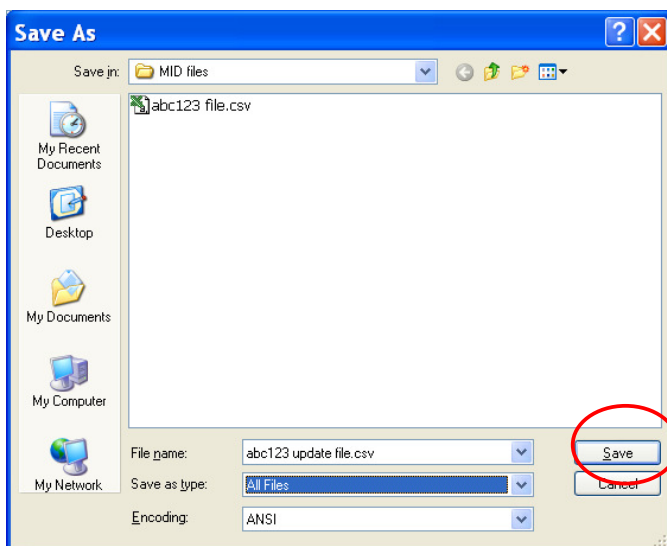 Save As
Save in: MID files
abc123 file.csv
My Recent
Documents
Desktop
My Documents
My Computer
My Network
File name: abc123 update file.csv Save
Save as type: All Files Cancel
Encoding: ANSI